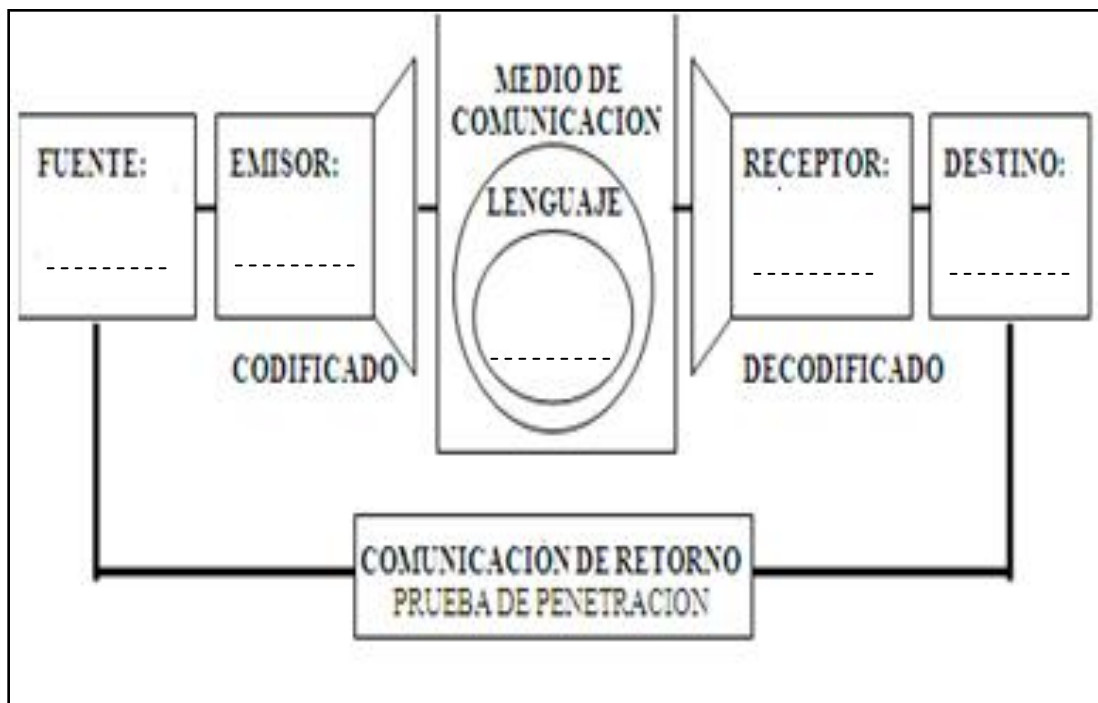 MEDIO DE
COMUNICACION
LENGUAJE
---------
FUENTE:
---------
EMISOR:
---------
CODIFICADO
RECEPTOR:
---------
DECODIFICADO
DESTINO:
---------
COMUNICACIÓN DE RETORNO
PRUEBA DE PENETRACION